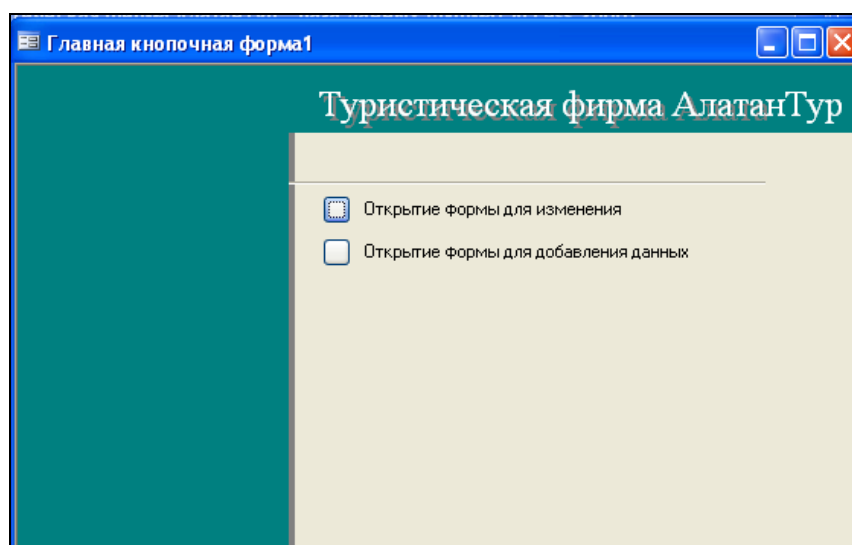 Главная кнопочная форма1
Туристическая фирма АлатанТур
Открытие формы для изменения
Открытие формы для добавления данных